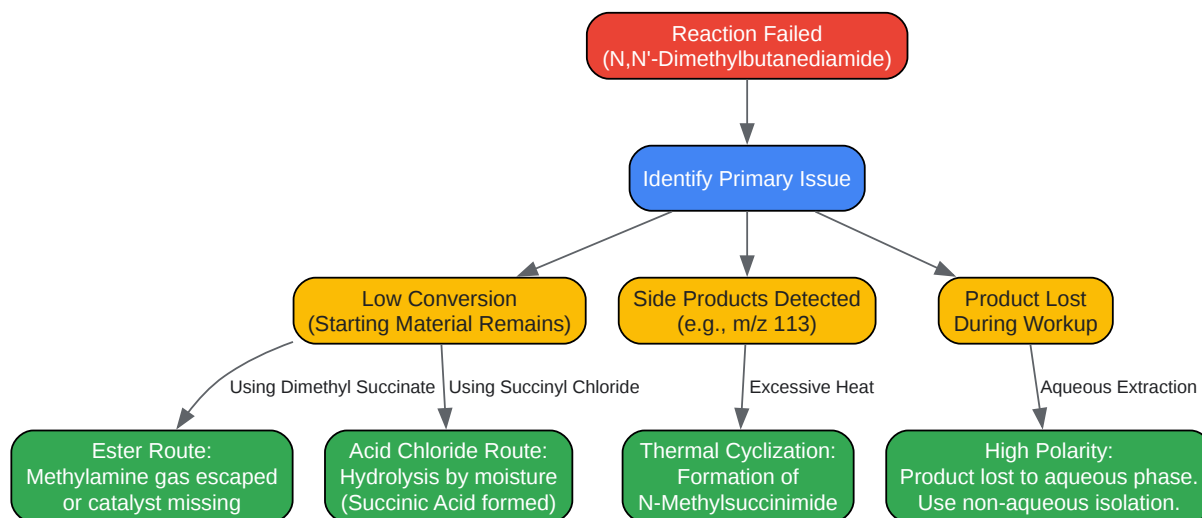 Reaction Failed
(N,N'-Dimethylbutanediamide)
Identify Primary Issue
Low Conversion
(Starting Material Remains)
Side Products Detected
(e.g., m/z 113)
Product Lost
During Workup
Using Dimethyl Succinate
Using Succinyl Chloride
Excessive Heat
Aqueous Extraction
Ester Route:
Methylamine gas escaped
or catalyst missing
Acid Chloride Route:
Hydrolysis by moisture
(Succinic Acid formed)
Thermal Cyclization:
Formation of
N-Methylsuccinimide
High Polarity:
Product lost to aqueous phase.
Use non-aqueous isolation.